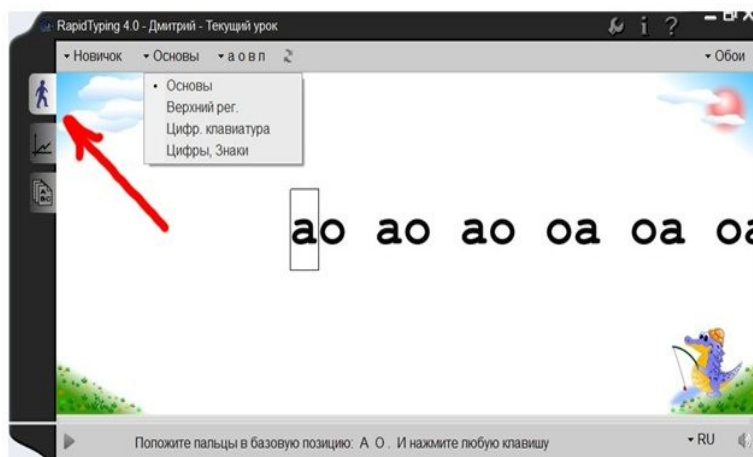 RapidTyping 4.0 - Дмитрий - Текущий урок
Новичок Основы а о в л Обои
Основы
Верхний рег.
Цифр. клавиатура
Цифры, Знаки
ао ао ао оа оа оа
Положите пальцы в базовую позицию: А О . И нажмите любую клавишу RU